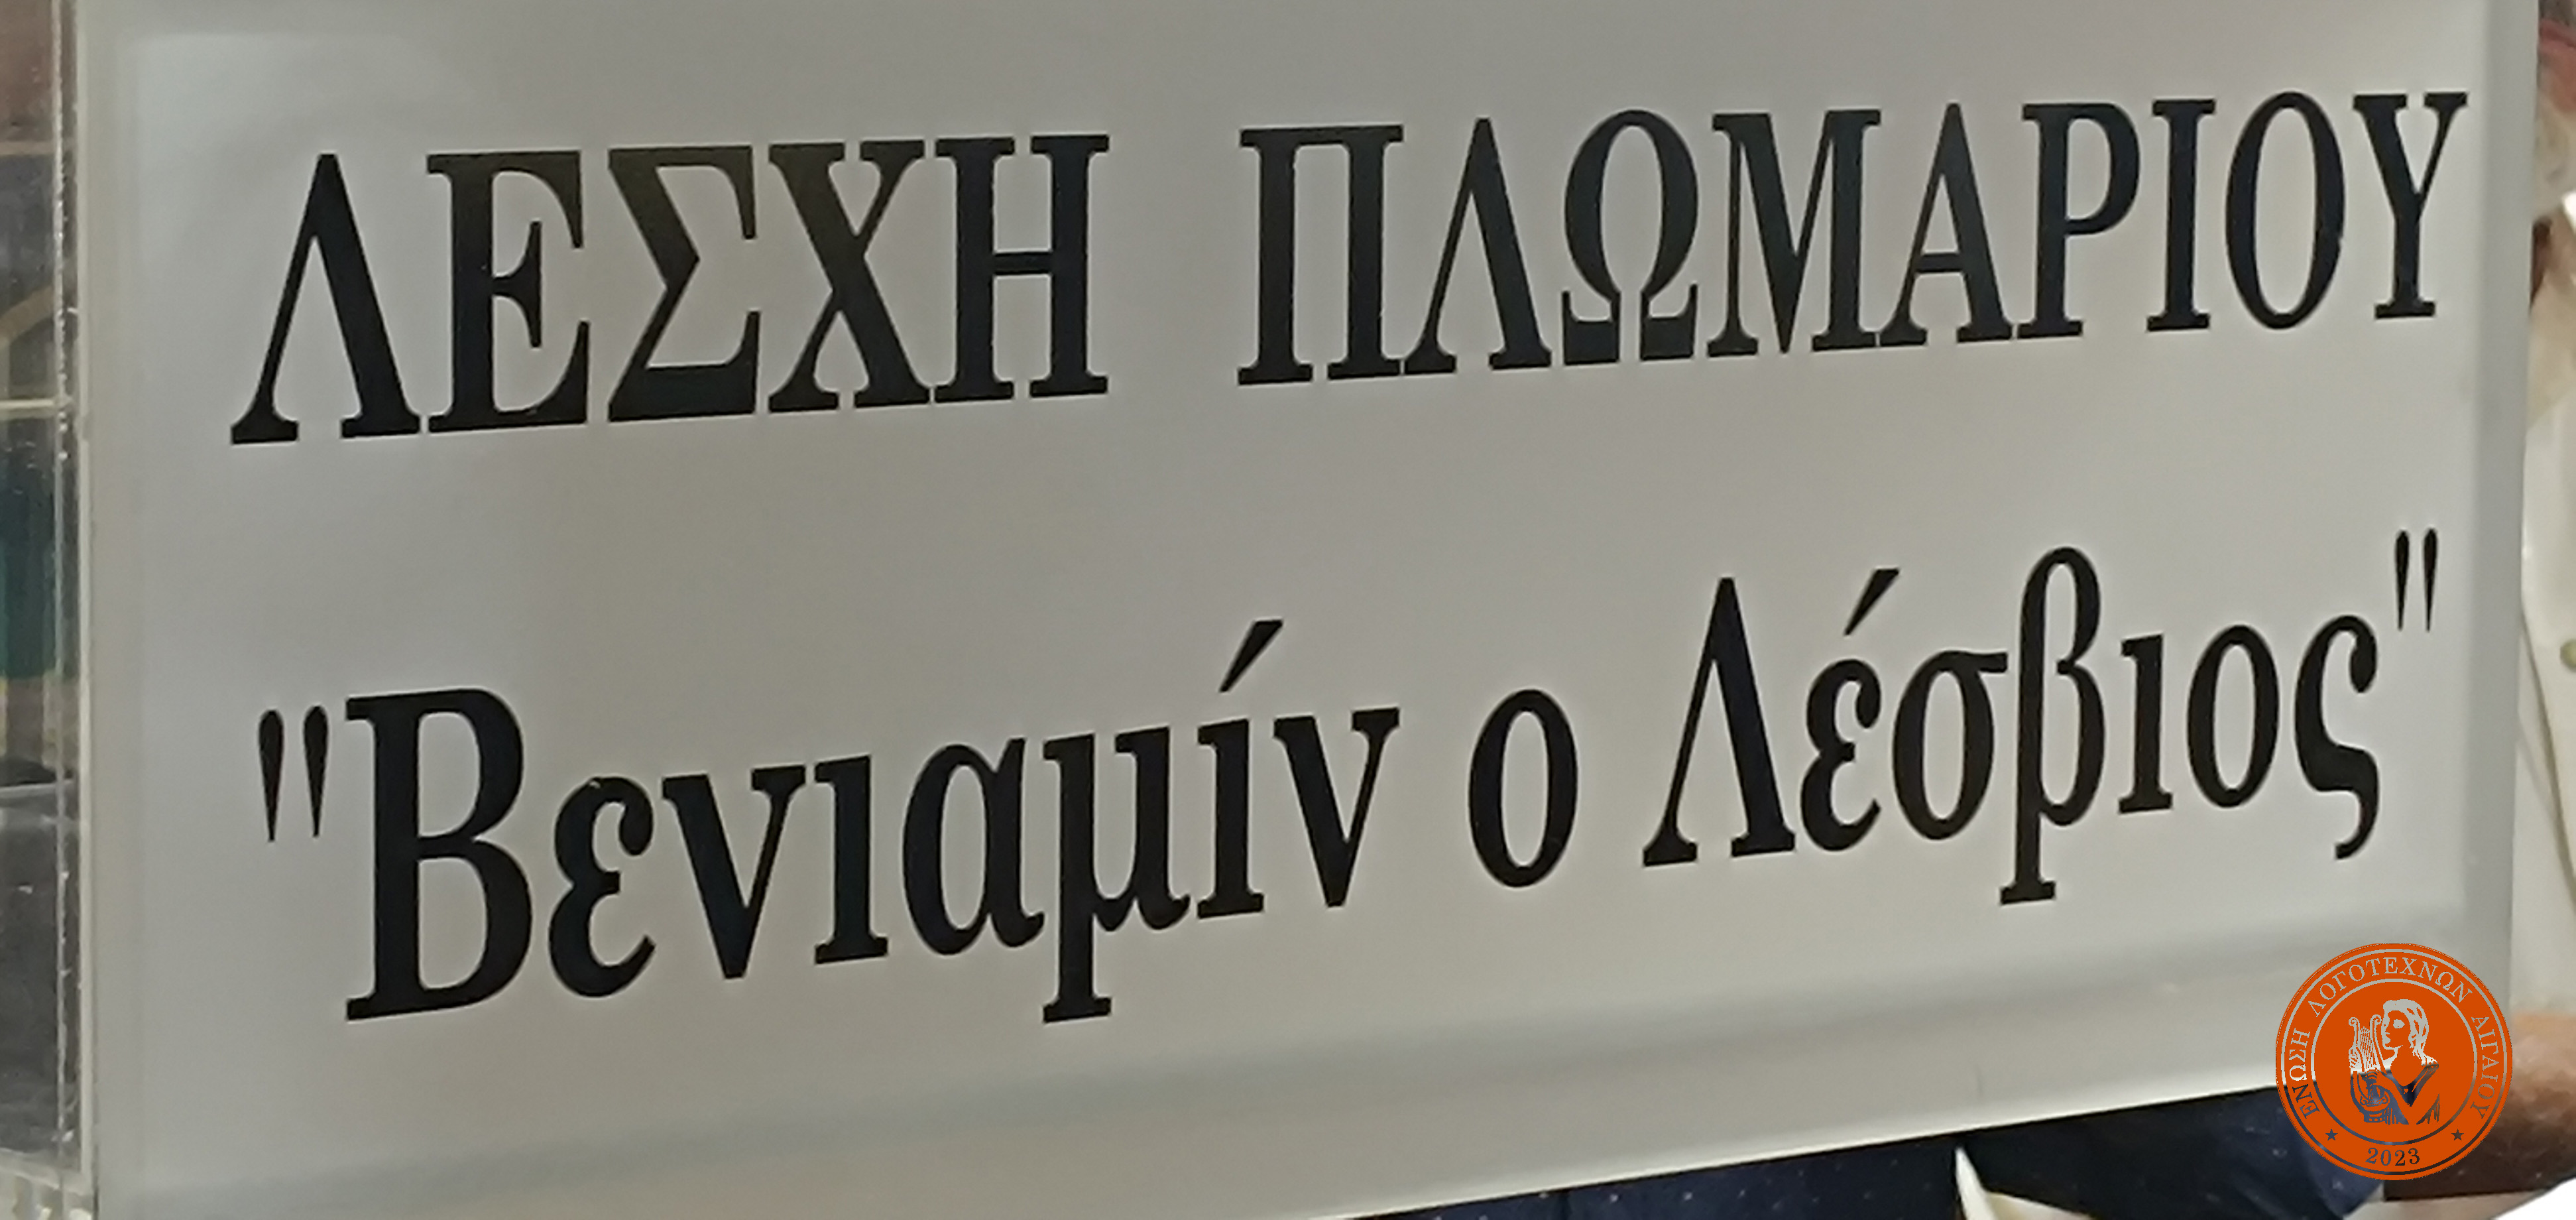 ΛΕΣΧΗ ΠΛΩΜΑΡΙΟΥ
"Βενιαμίν ο Λέσβιος"
ΕΝΩΣΗ ΛΟΓΟΤΕΧΝΩΝ ΑΙΓΑΙΟΥ
2023